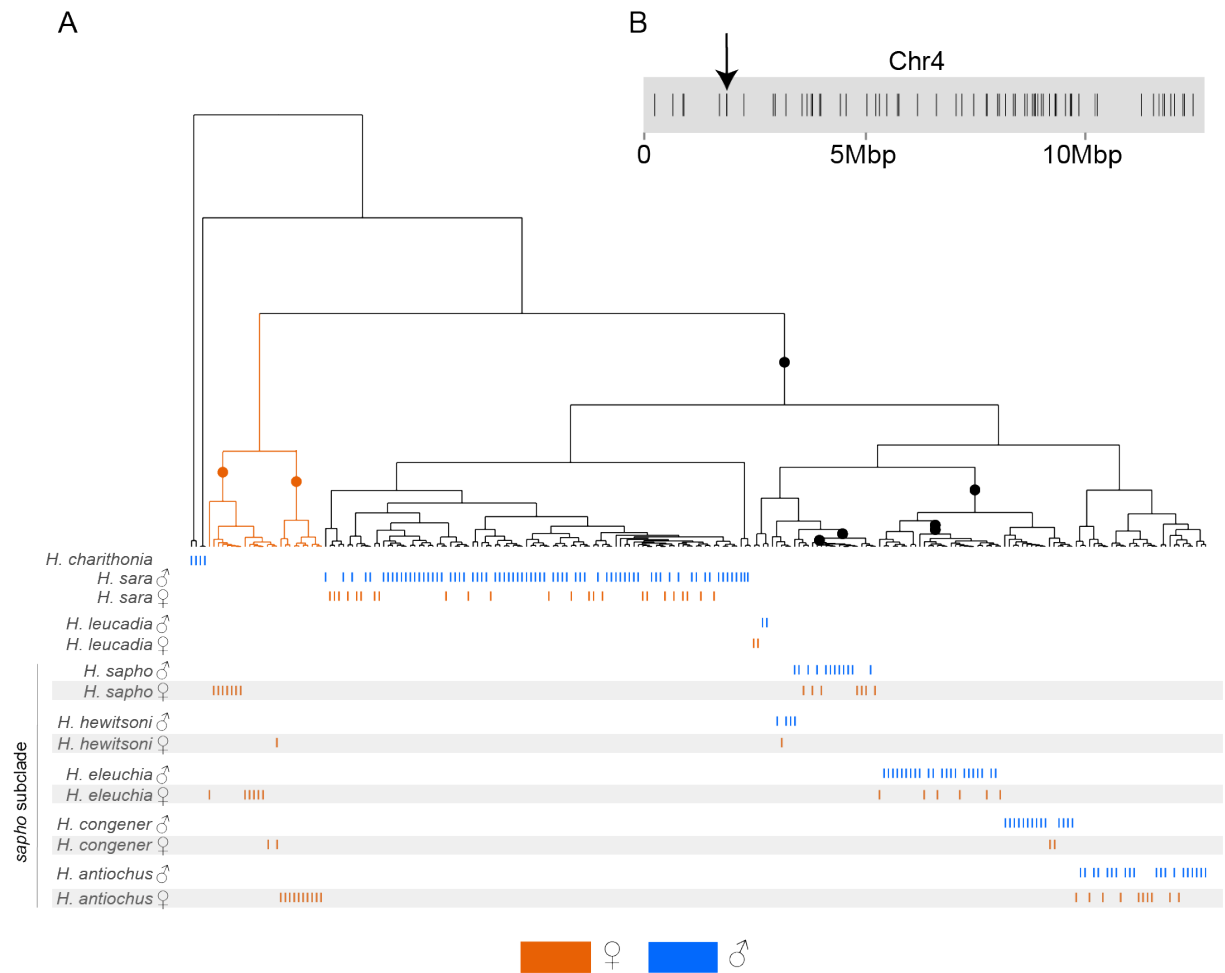 A
B
Chr4
0 5Mbp 10Mbp
H. charithonia
H. sara ♂
H. sara ♀
H. leucadia ♂
H. leucadia ♀
H. sapho ♂
H. sapho ♀
H. hewitsoni ♂
H. hewitsoni ♀
H. eleuchia ♂
H. eleuchia ♀
H. congener ♂
H. congener ♀
H. antiochus ♂
H. antiochus ♀
sapho subclade
♀ ♂